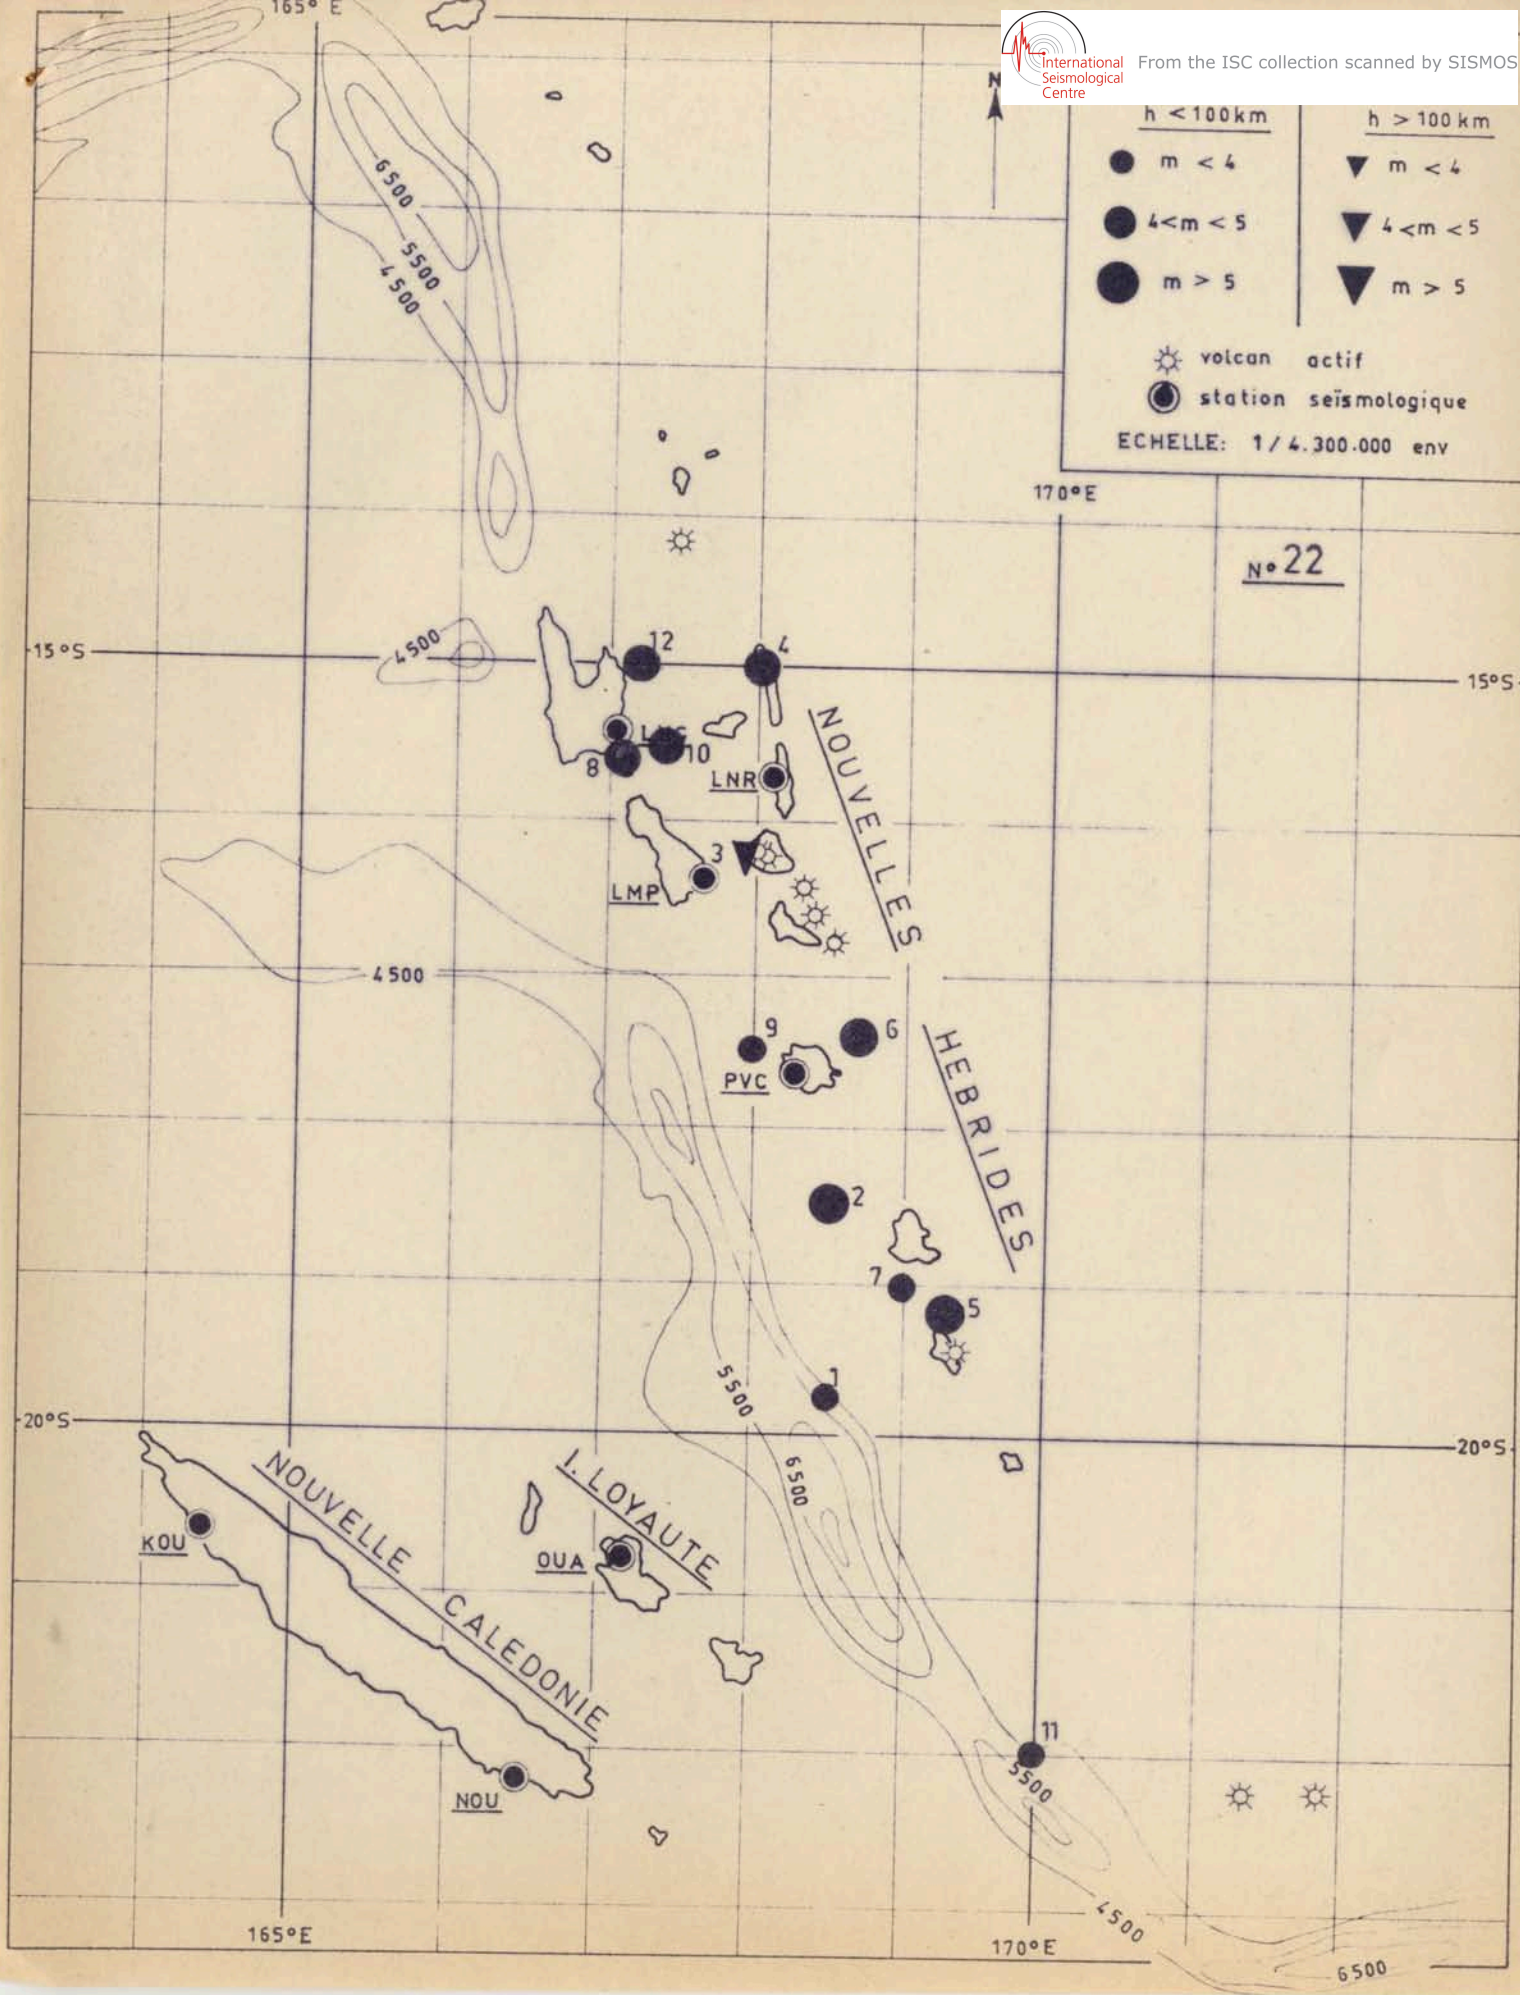 165° E
International
Seismological
Centre
From the ISC collection scanned by SISMOS
N
h < 100 km
h > 100 km
m < 4
m < 4
4 < m < 5
4 < m < 5
m > 5
m > 5
volcan actif
station seïsmologique
ECHELLE: 1 / 4.300.000 env
6500
5500
4500
170° E
N° 22
15° S
4500
12
4
15° S
8
10
LNR
3
LMP
NOUVELLES
HEBRIDES
4500
9
6
PVC
2
7
5
5500
1
20° S
20° S
6500
NOUVELLE CALEDONIE
I. LOYAUTE
KOU
OUA
NOU
11
5500
4500
165° E
170° E
6500